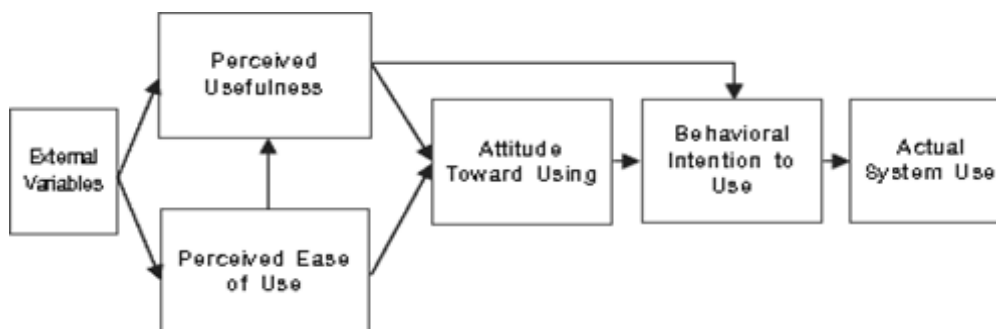 Perceived
Usefulness
External
Variables
Perceived Ease
of Use
Attitude
Toward Using
Behavioral
Intention to
Use
Actual
System Use